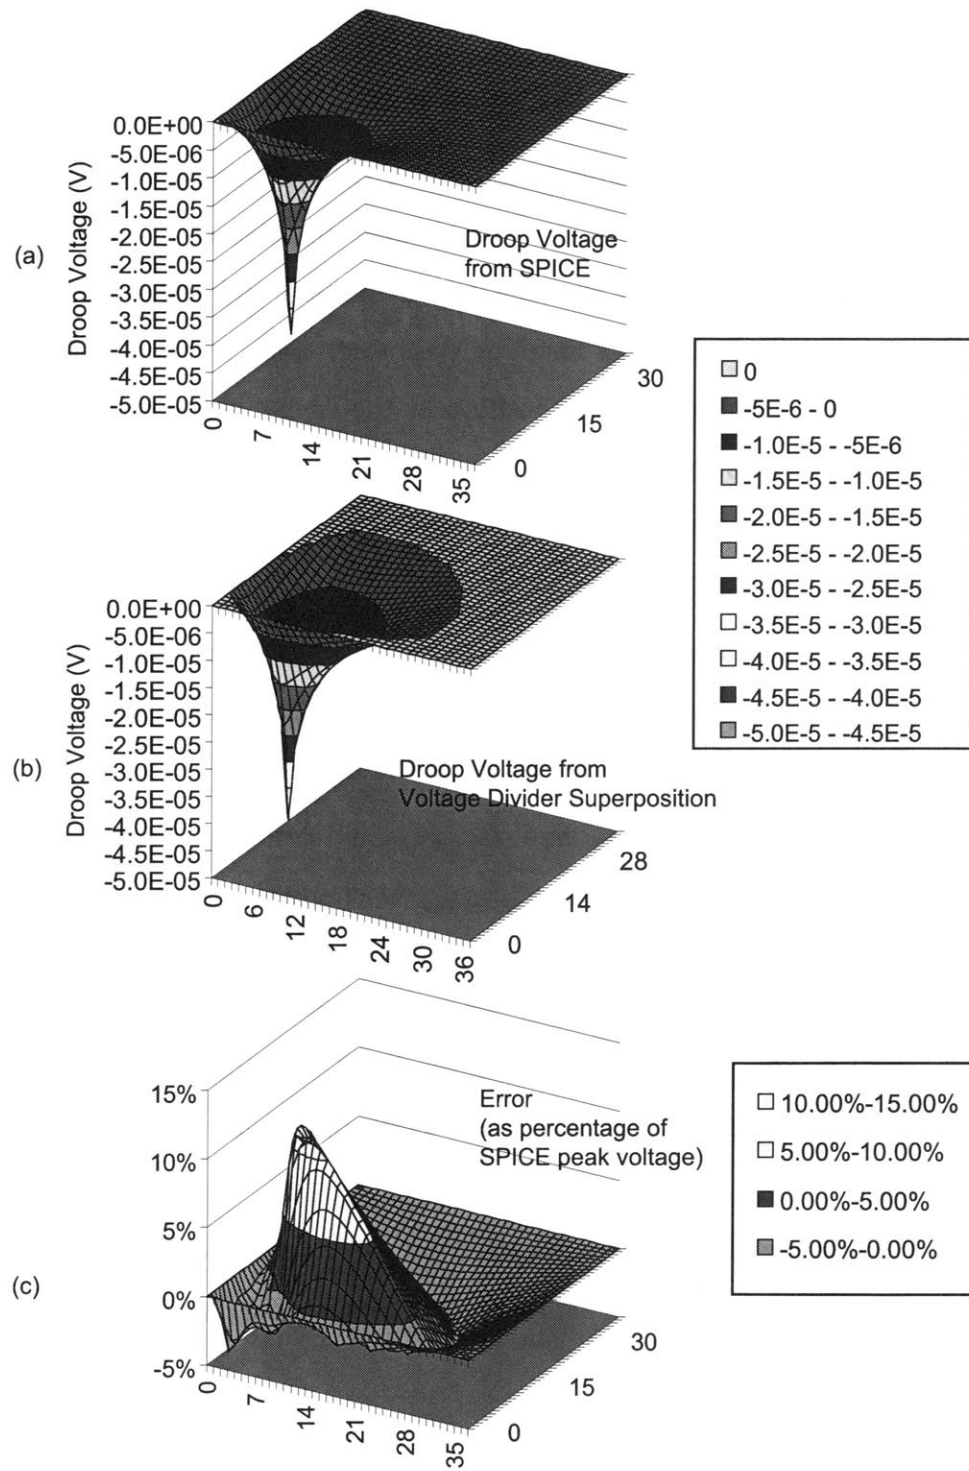 (a)
Droop Voltage (V)
0.0E+00
-5.0E-06
-1.0E-05
-1.5E-05
-2.0E-05
-2.5E-05
-3.0E-05
-3.5E-05
-4.0E-05
-4.5E-05
-5.0E-05
0
7
14
21
28
35
0
15
30
Droop Voltage
from SPICE
0
-5E-6 - 0
-1.0E-5 - -5E-6
-1.5E-5 - -1.0E-5
-2.0E-5 - -1.5E-5
-2.5E-5 - -2.0E-5
-3.0E-5 - -2.5E-5
-3.5E-5 - -3.0E-5
-4.0E-5 - -3.5E-5
-4.5E-5 - -4.0E-5
-5.0E-5 - -4.5E-5
(b)
Droop Voltage (V)
0.0E+00
-5.0E-06
-1.0E-05
-1.5E-05
-2.0E-05
-2.5E-05
-3.0E-05
-3.5E-05
-4.0E-05
-4.5E-05
-5.0E-05
0
6
12
18
24
30
36
0
14
28
Droop Voltage from
Voltage Divider Superposition
(c)
15%
10%
5%
0%
-5%
0
7
14
21
28
35
0
15
30
Error
(as percentage of
SPICE peak voltage)
10.00%-15.00%
5.00%-10.00%
0.00%-5.00%
-5.00%-0.00%